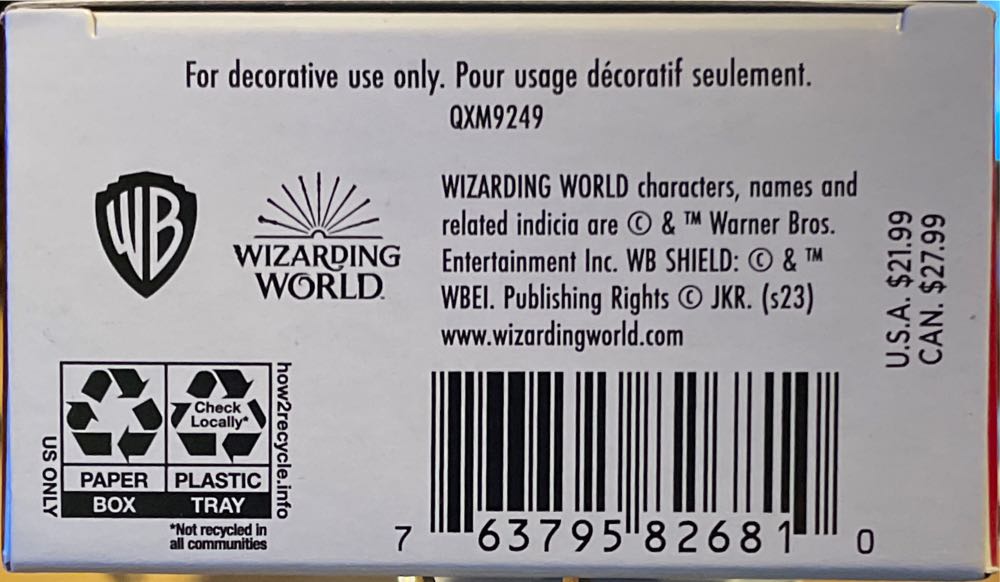 For decorative use only. Pour usage décoratif seulement.
QXM9249
WB
WIZARDING
WORLD
WIZARDING WORLD characters, names and
related indicia are © & ™ Warner Bros.
Entertainment Inc. WB SHIELD: © & ™
WBEI. Publishing Rights © JKR. (s23)
www.wizardingworld.com
U.S.A. $21.99
CAN. $27.99
US ONLY
Check
Locally*
PAPER
BOX
PLASTIC
TRAY
how2recycle.info
*Not recycled in
all communities
7 63795 82681 0